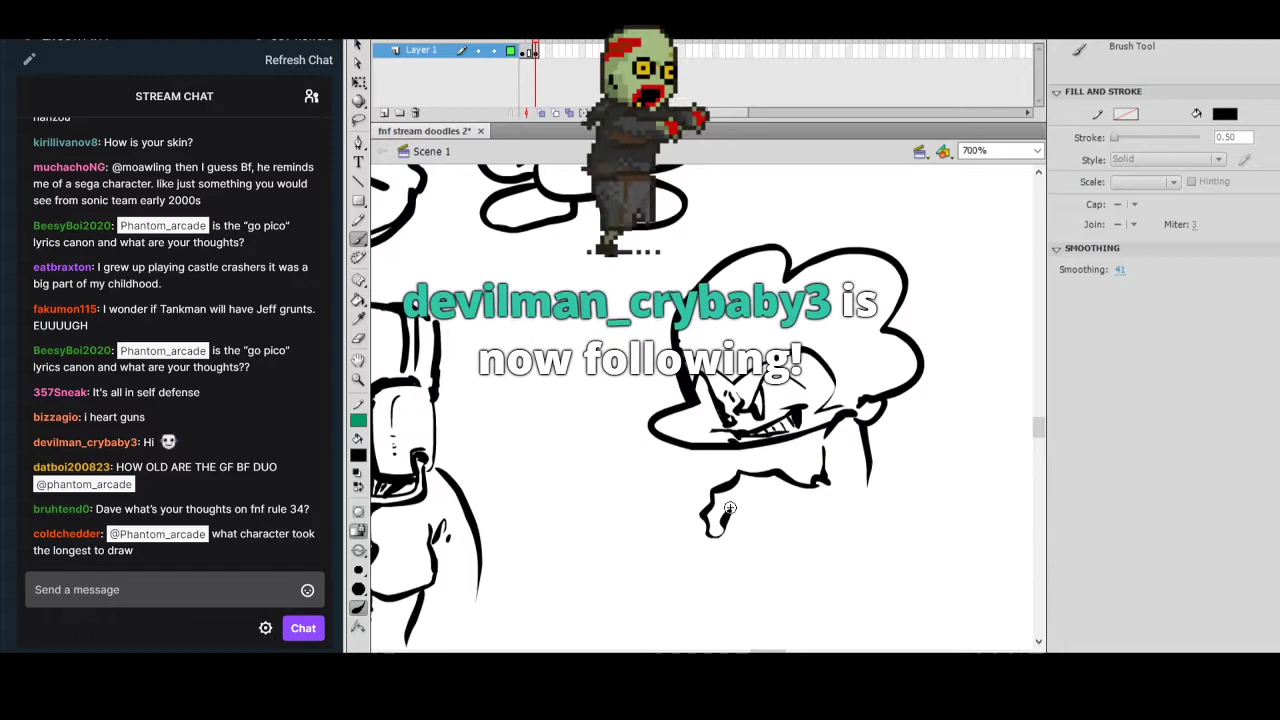 Refresh Chat
STREAM CHAT
kirillivanov8: How is your skin?
muchachoNG: @moawling then I guess Bf, he reminds
me of a sega character. like just something you would
see from sonic team early 2000s
BeesyBoi2020: Phantom_arcade is the "go pico"
lyrics canon and what are your thoughts?
eatbraxton: I grew up playing castle crashers it was a
big part of my childhood.
fakumon115: I wonder if Tankman will have Jeff grunts.
EUUUUGH
BeesyBoi2020: Phantom_arcade is the "go pico"
lyrics canon and what are your thoughts??
357Sneak: It's all in self defense
bizzagio: i heart guns
devilman_crybaby3: Hi
datboi200823: HOW OLD ARE THE GF BF DUO
@phantom_arcade
bruhtend0: Dave what's your thoughts on fnf rule 34?
coldchedder: @Phantom_arcade what character took
the longest to draw
Send a message
Chat
Layer 1
fnf stream doodles 2*
Scene 1
700%
devilman_crybaby3 is
now following!
Brush Tool
FILL AND STROKE
Stroke: 0.50
Style: Solid
Scale: Hinting
Cap:
Join: Miter: 3
SMOOTHING
Smoothing: 41